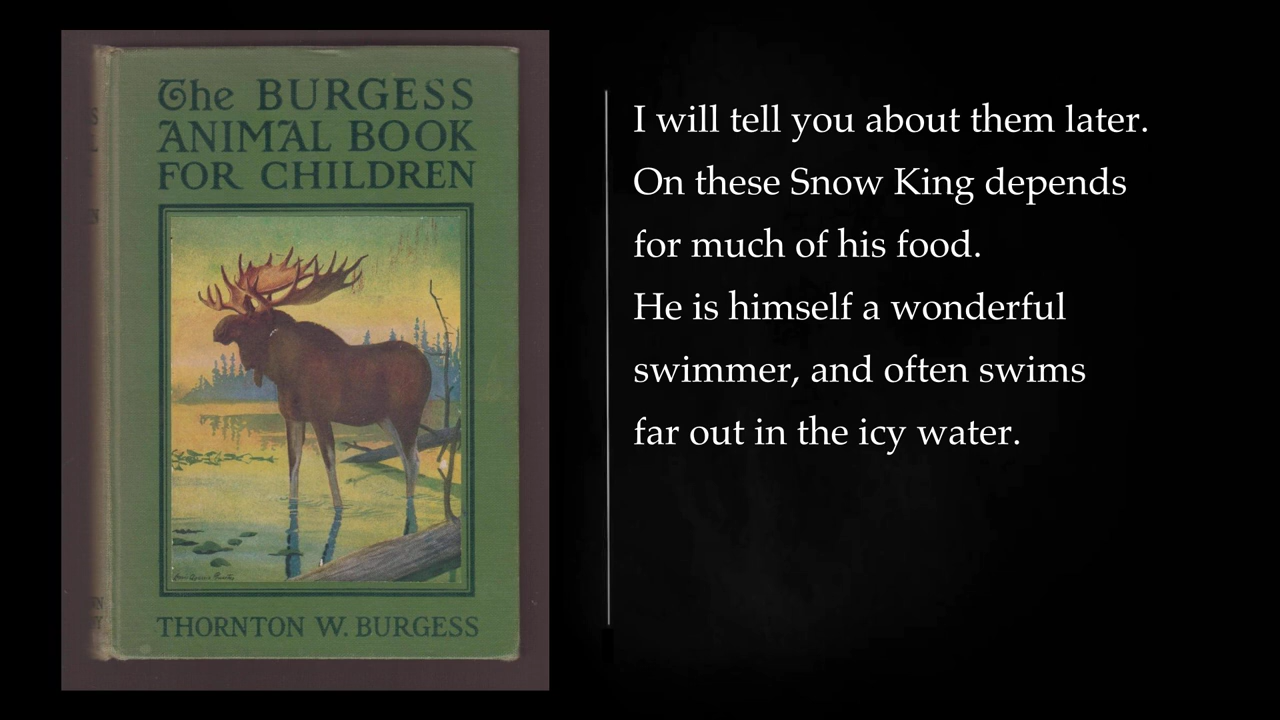 The BURGESS
ANIMAL BOOK
FOR CHILDREN
THORNTON W. BURGESS
I will tell you about them later.
On these Snow King depends
for much of his food.
He is himself a wonderful
swimmer, and often swims
far out in the icy water.